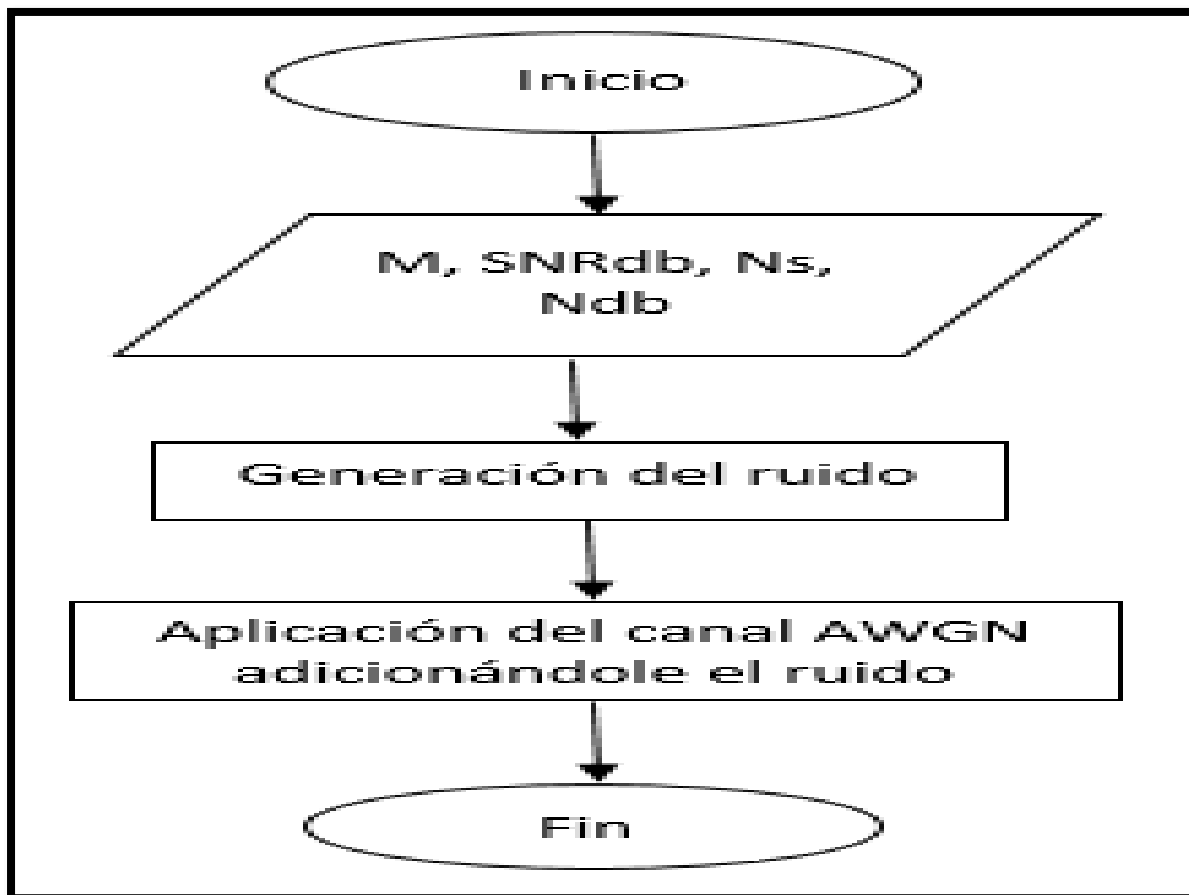 Inicio
M, SNRdb, Ns,
Ndb
Generación del ruido
Aplicación del canal AWGN
adicionándole el ruido
Fin